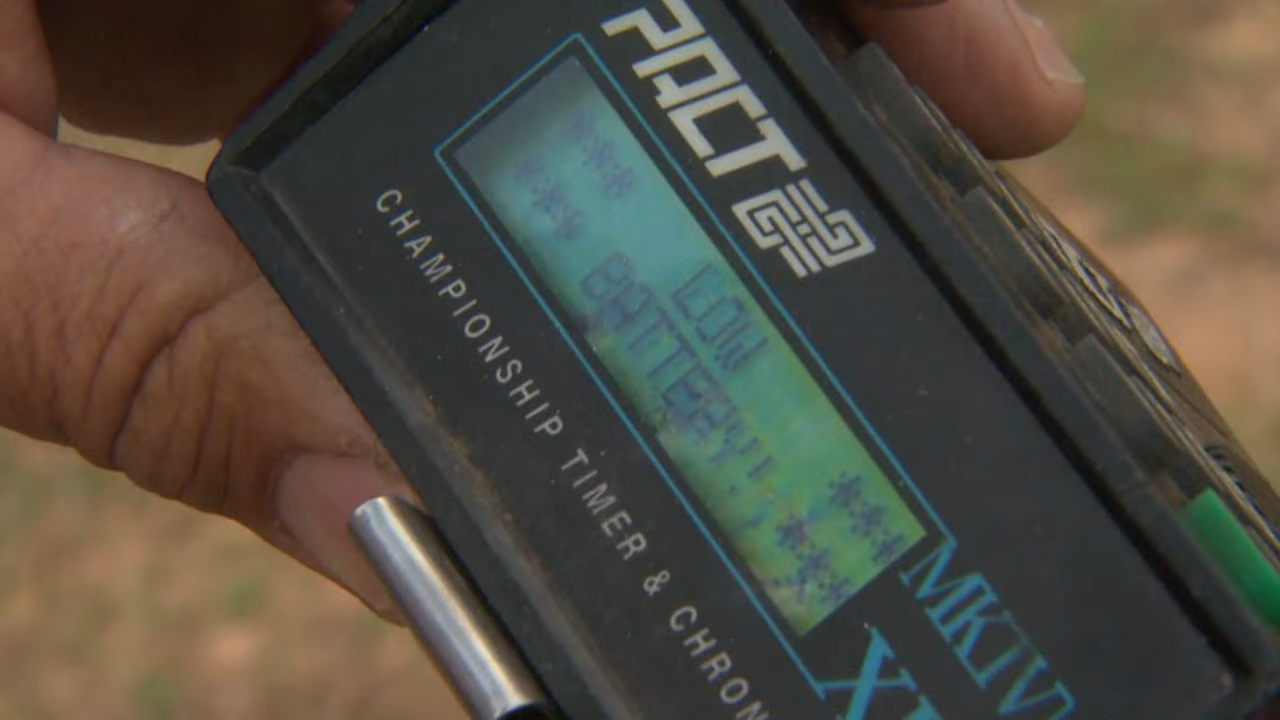 PACT
** LOW **
** BATTERY! **
CHAMPIONSHIP TIMER & CHRON
MKIV